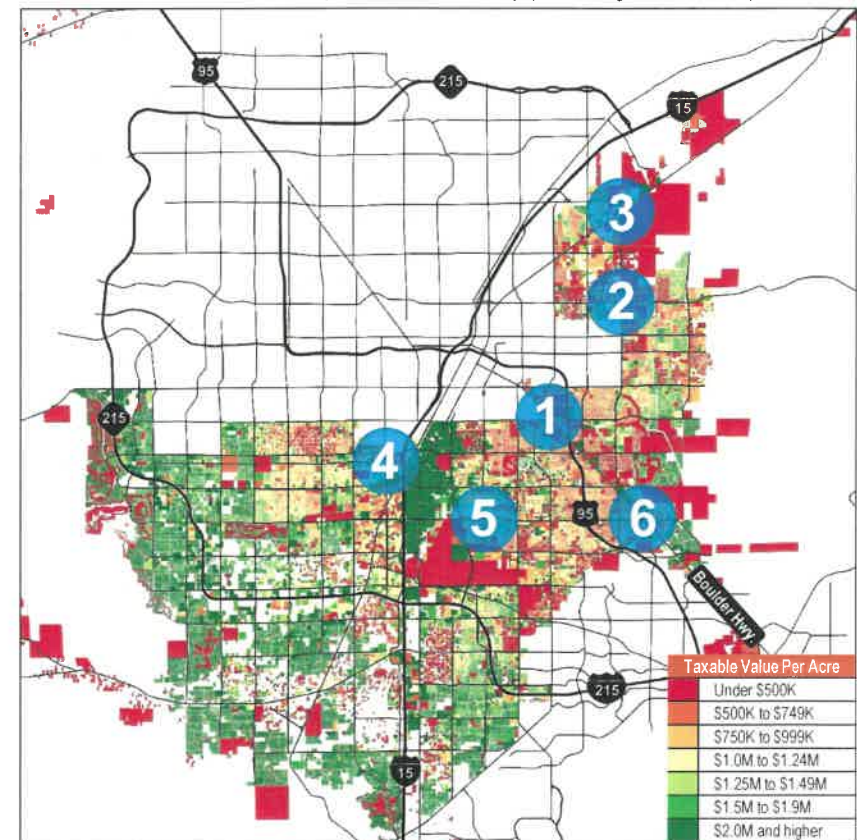 95
215
15
3
2
215
1
4
5
95
6
Boulder Hwy.
215
15
Taxable Value Per Acre
Under $500K
$500K to $749K
$750K to $999K
$1.0M to $1.24M
$1.25M to $1.49M
$1.5M to $1.9M
$2.0M and higher